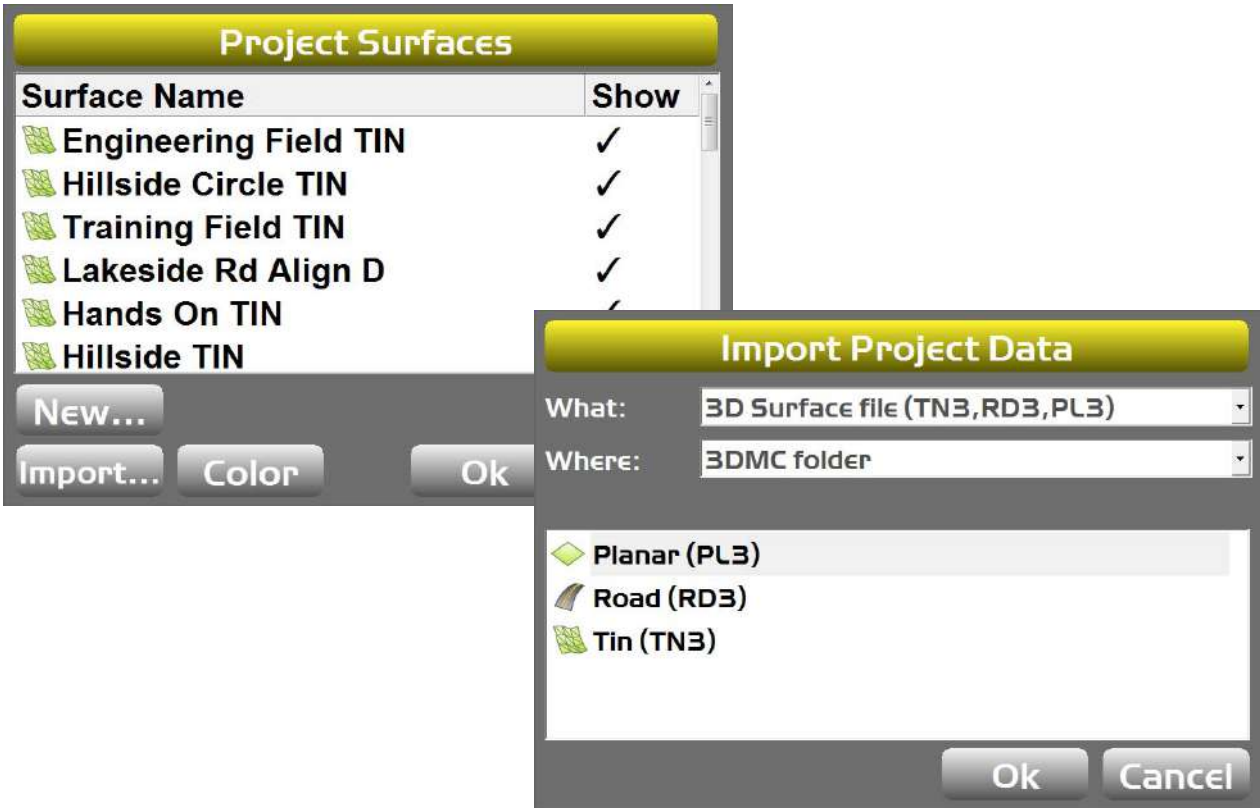 Project Surfaces
Surface Name Show
Engineering Field TIN ✓
Hillside Circle TIN ✓
Training Field TIN ✓
Lakeside Rd Align D ✓
Hands On TIN
Hillside TIN
New...
Import... Color Ok
Import Project Data
What: 3D Surface file (TN3,RD3,PL3)
Where: 3DMC folder
Planar (PL3)
Road (RD3)
Tin (TN3)
Ok Cancel